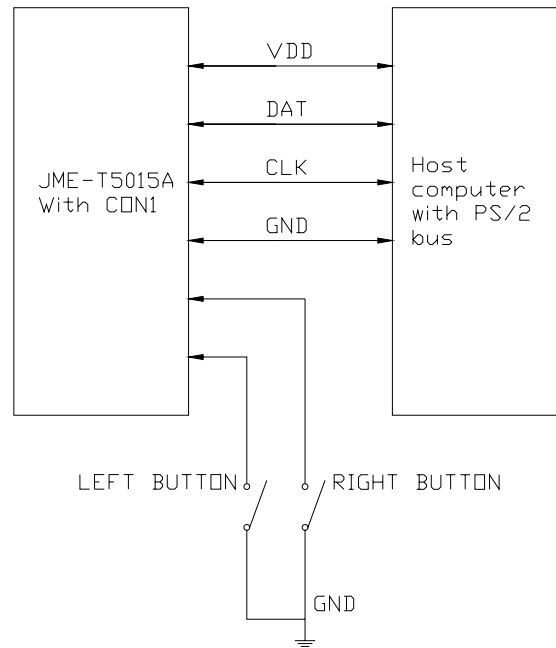 VDD
DAT
CLK
GND
JME-T5015A
With CON1
Host
computer
with PS/2
bus
LEFT BUTTON
RIGHT BUTTON
GND